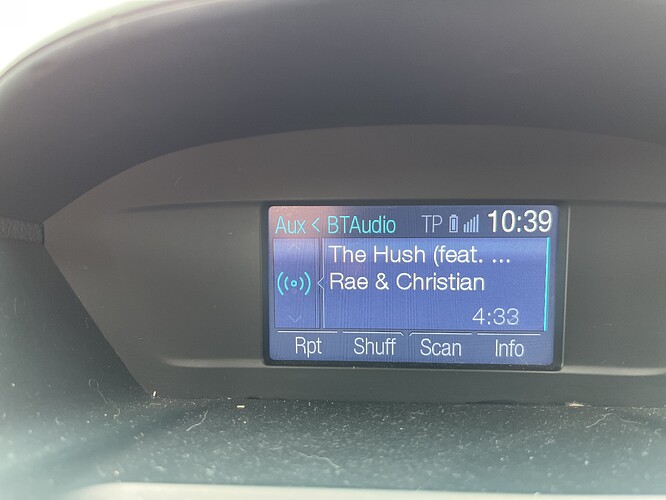 Aux < BTAudio TP 10:39
The Hush (feat. ...
Rae & Christian
4:33
Rpt Shuff Scan Info